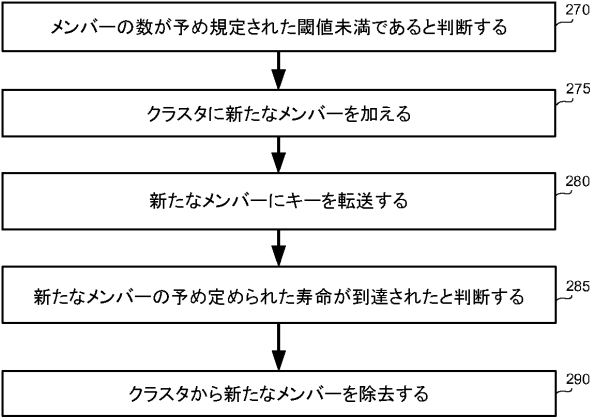 メンバーの数が予め規定された閾値未満であると判断する
270
クラスタに新たなメンバーを加える
275
新たなメンバーにキーを転送する
280
新たなメンバーの予め定められた寿命が到達されたと判断する
285
クラスタから新たなメンバーを除去する
290